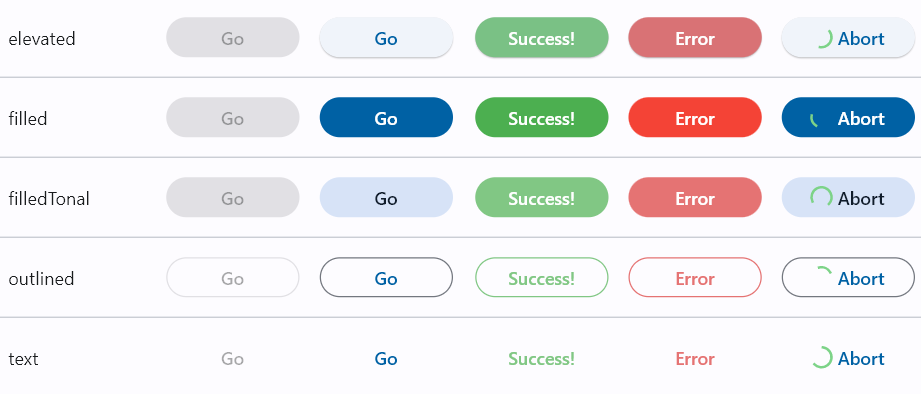 elevated Go Go Success! Error Abort
filled Go Go Success! Error Abort
filledTonal Go Go Success! Error Abort
outlined Go Go Success! Error Abort
text Go Go Success! Error Abort